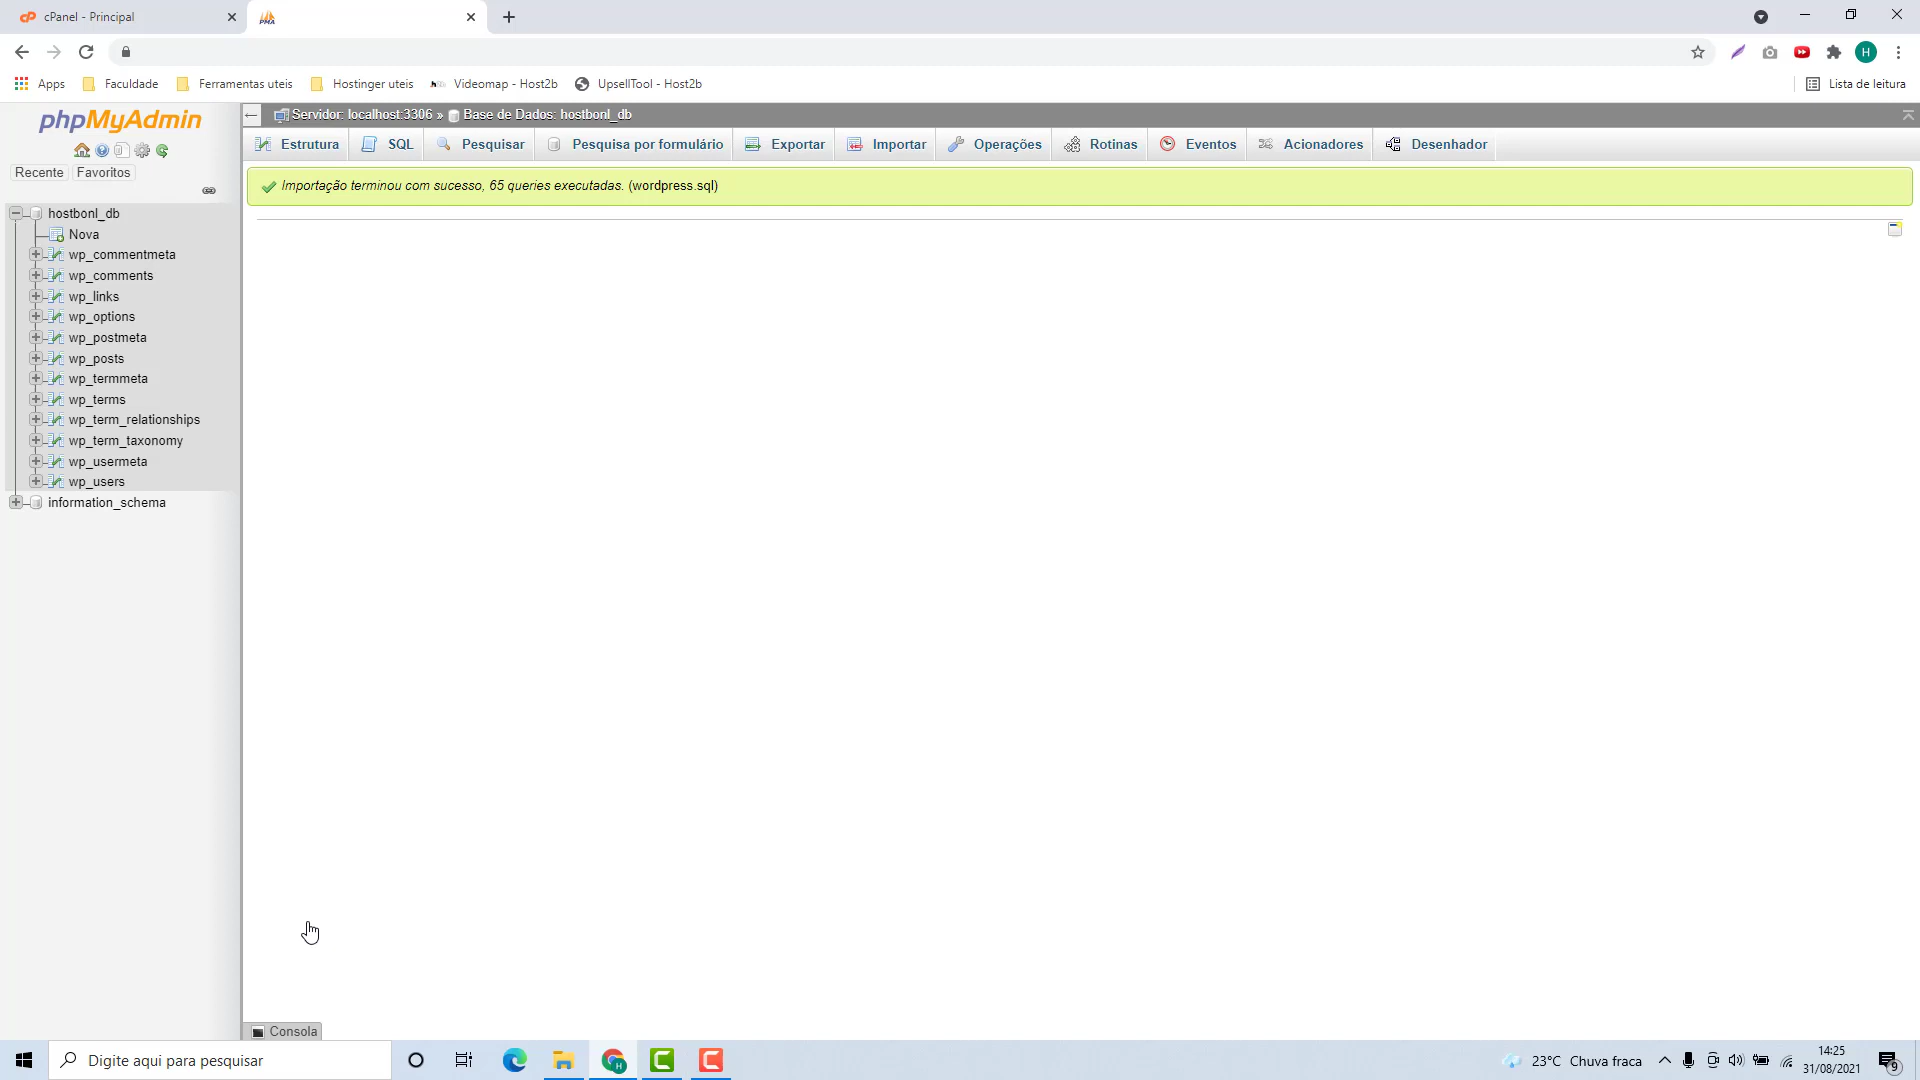 cPanel - Principal
PMA
H
Apps
Faculdade
Ferramentas uteis
Hostinger uteis
Videomap - Host2b
UpsellTool - Host2b
Lista de leitura
phpMyAdmin
Recente
Favoritos
hostbonl_db
Nova
wp_commentmeta
wp_comments
wp_links
wp_options
wp_postmeta
wp_posts
wp_termmeta
wp_terms
wp_term_relationships
wp_term_taxonomy
wp_usermeta
wp_users
information_schema
Servidor: localhost:3306 » Base de Dados: hostbonl_db
Estrutura
SQL
Pesquisar
Pesquisa por formulário
Exportar
Importar
Operações
Rotinas
Eventos
Acionadores
Desenhador
Importação terminou com sucesso, 65 queries executadas. (wordpress.sql)
Consola
Digite aqui para pesquisar
23°C Chuva fraca
14:25
31/08/2021
9